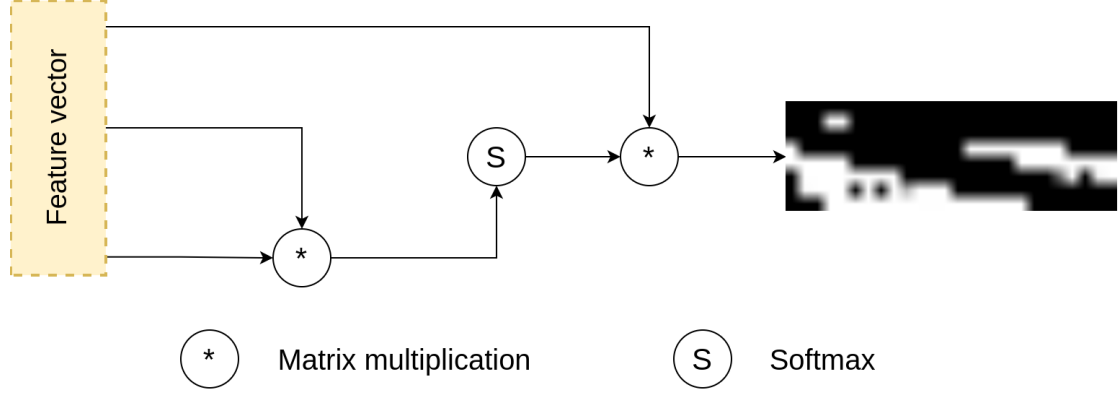 Feature vector
*
S
*
* Matrix multiplication
S Softmax